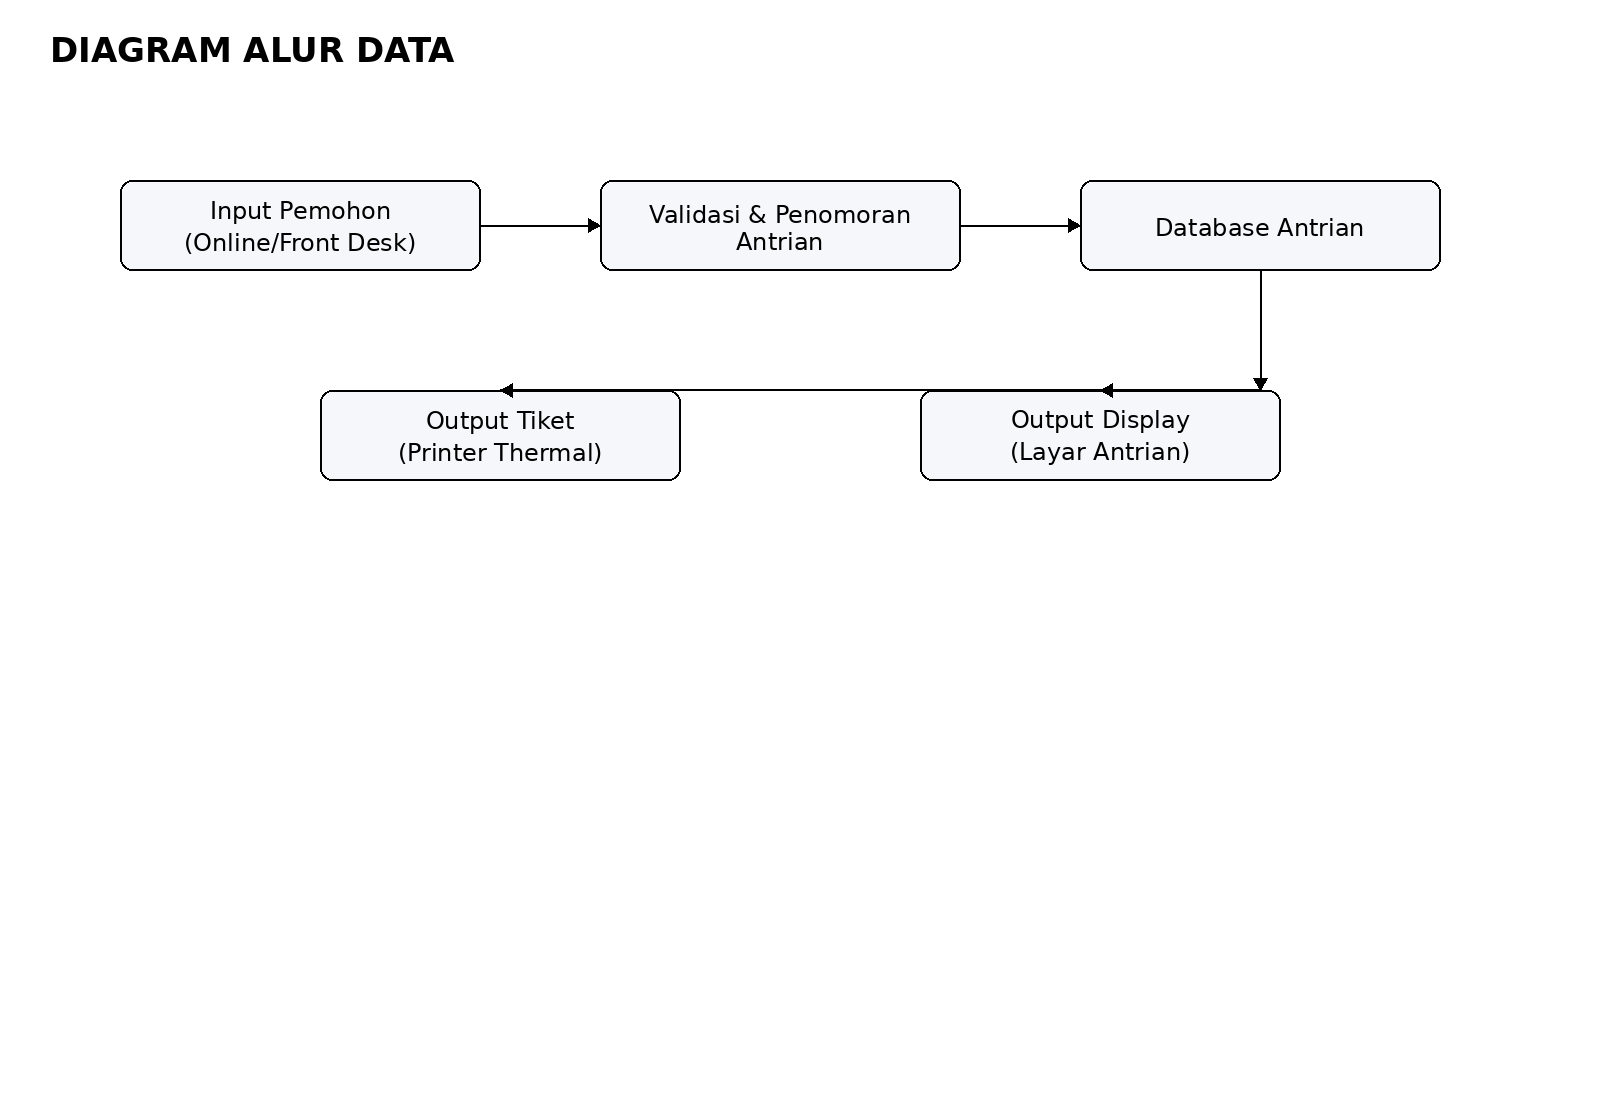 DIAGRAM ALUR DATA
Input Pemohon
(Online/Front Desk)
Validasi & Penomoran
Antrian
Database Antrian
Output Tiket
(Printer Thermal)
Output Display
(Layar Antrian)